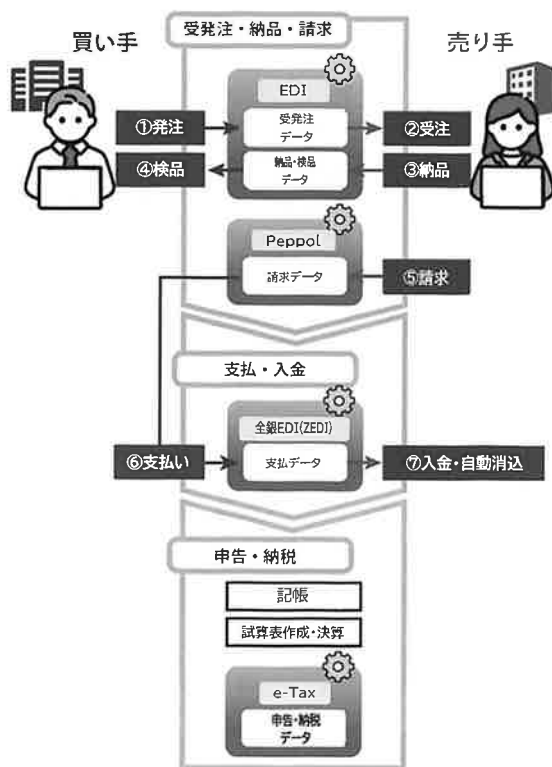 受発注・納品・請求
買い手
売り手
EDI
①発注
受発注
データ
②受注
④検品
納品・検品
データ
③納品
Peppol
請求データ
⑤請求
支払・入金
全銀EDI(ZEDI)
⑥支払い
支払データ
⑦入金・自動消込
申告・納税
記帳
試算表作成・決算
e-Tax
申告・納税
データ